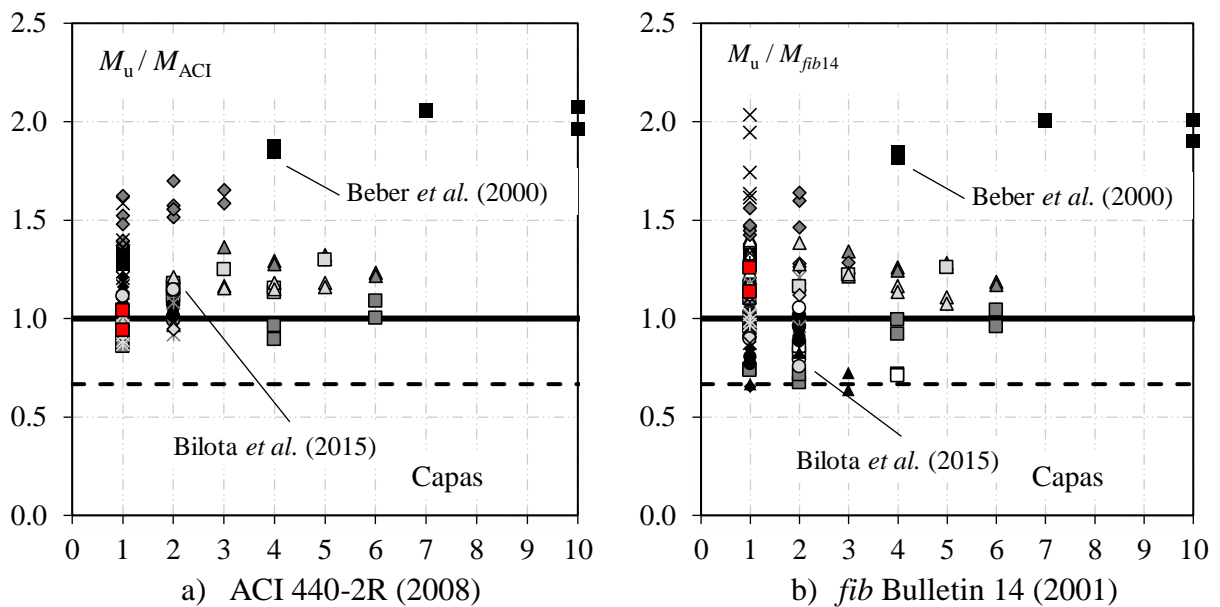 2.5
M_u / M_ACI
2.0
Beber et al. (2000)
1.5
1.0
0.5
Bilota et al. (2015)
Capas
0.0
0 1 2 3 4 5 6 7 8 9 10
a) ACI 440-2R (2008)
2.5
M_u / M_fib14
2.0
Beber et al. (2000)
1.5
1.0
0.5
Bilota et al. (2015)
Capas
0.0
0 1 2 3 4 5 6 7 8 9 10
b) fib Bulletin 14 (2001)